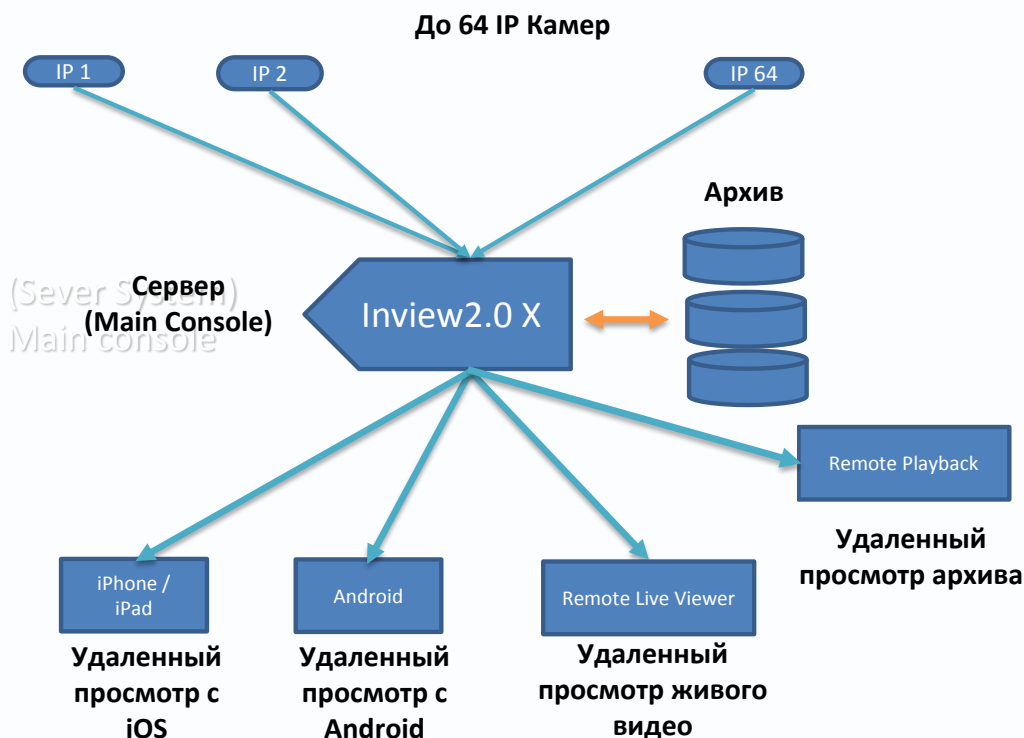 До 64 IP Камер
IP 1
IP 2
IP 64
Архив
(Sever System)
Main console
Сервер
(Main Console)
Inview2.0 X
Remote Playback
Удаленный
просмотр архива
iPhone /
iPad
Android
Remote Live Viewer
Удаленный
просмотр с
iOS
Удаленный
просмотр с
Android
Удаленный
просмотр живого
видео